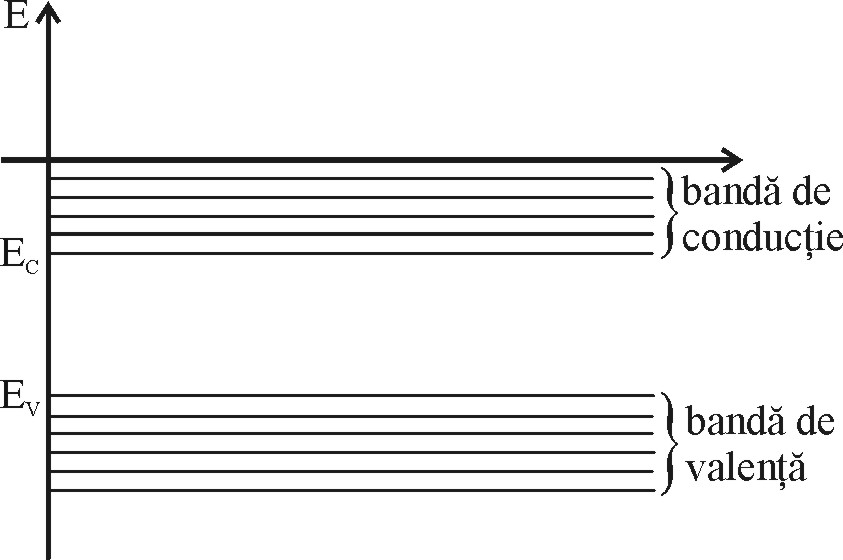 E
bandă de
conducție
E_C
E_V
bandă de
valență